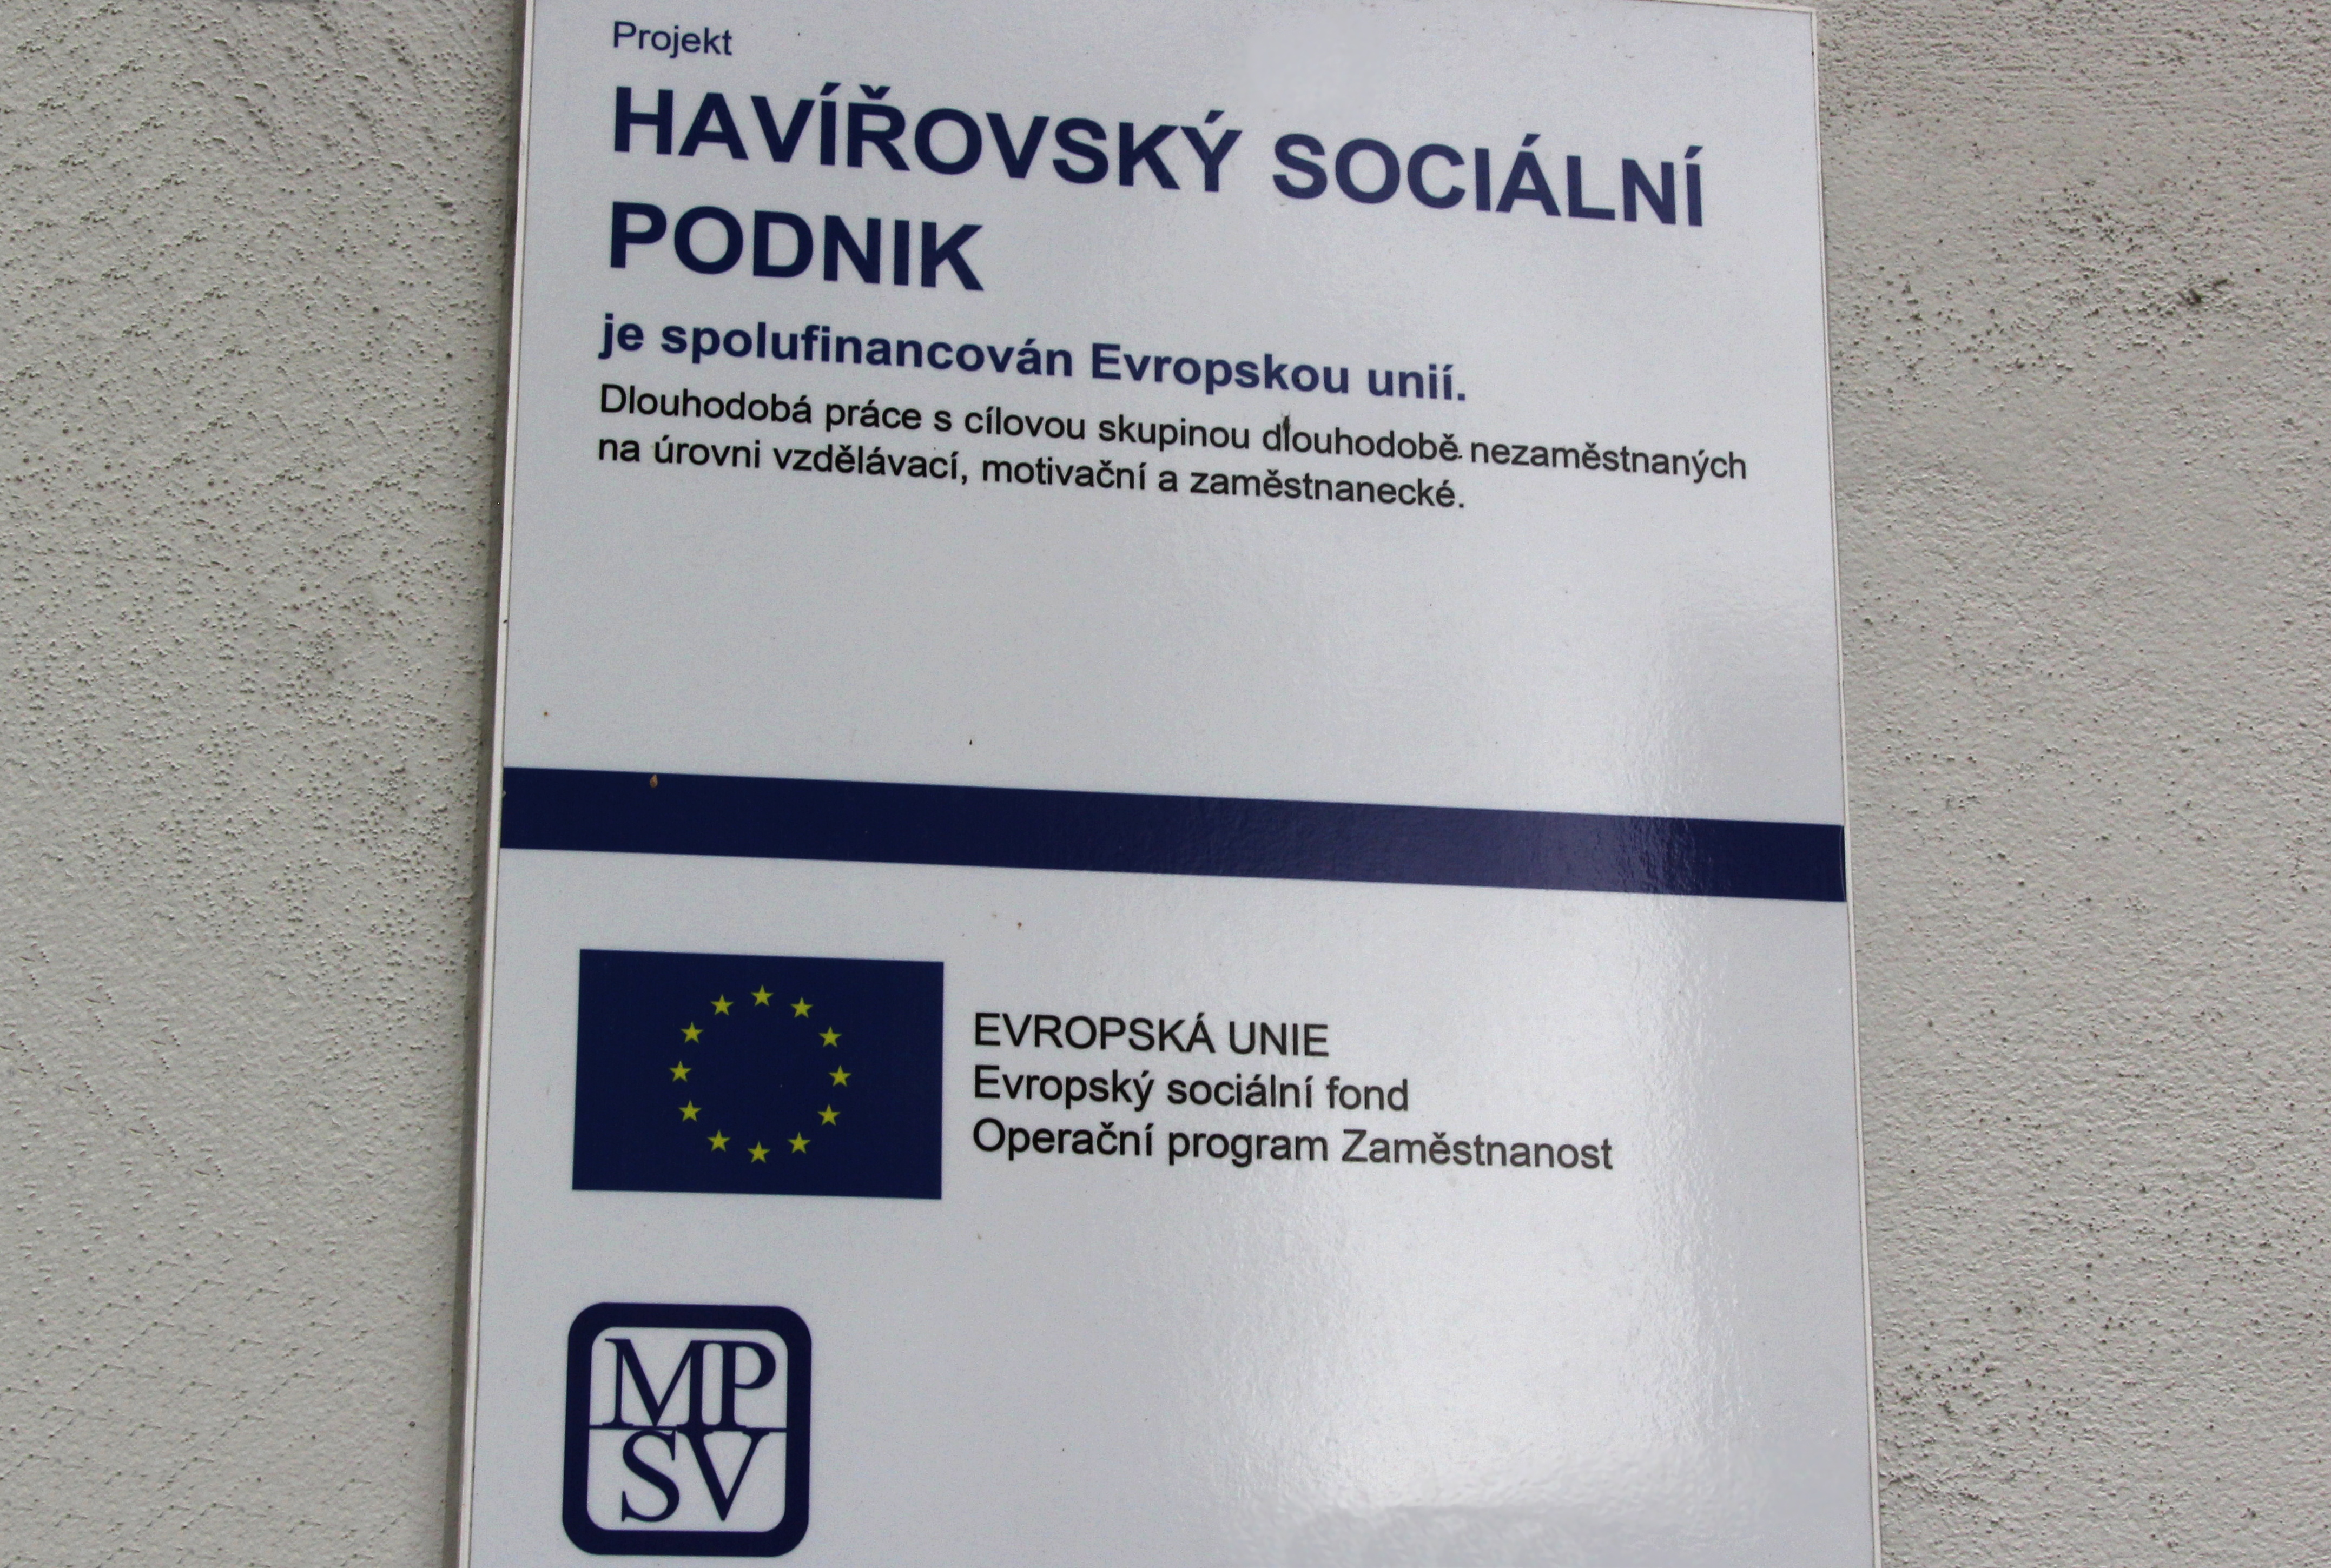 Projekt
HAVÍŘOVSKÝ SOCIÁLNÍ
PODNIK
je spolufinancován Evropskou unií.
Dlouhodobá práce s cílovou skupinou dlouhodobě nezaměstnaných
na úrovni vzdělávací, motivační a zaměstnanecké.
EVROPSKÁ UNIE
Evropský sociální fond
Operační program Zaměstnanost
MP
SV